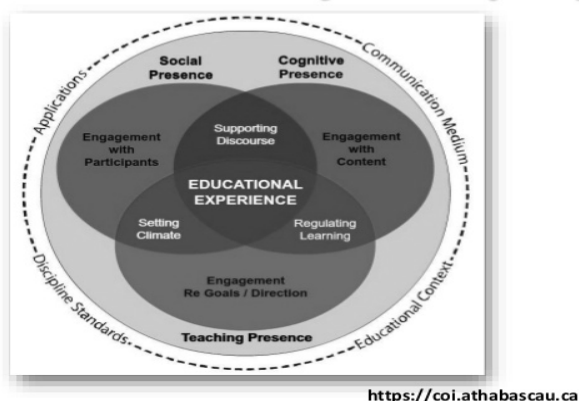 Social
Presence
Cognitive
Presence
Applications
Communication Medium
Engagement
with
Participants
Supporting
Discourse
Engagement
with
Content
EDUCATIONAL
EXPERIENCE
Setting
Climate
Regulating
Learning
Engagement
Re Goals / Direction
Discipline Standards
Educational Context
Teaching Presence
https://coi.athabascau.ca